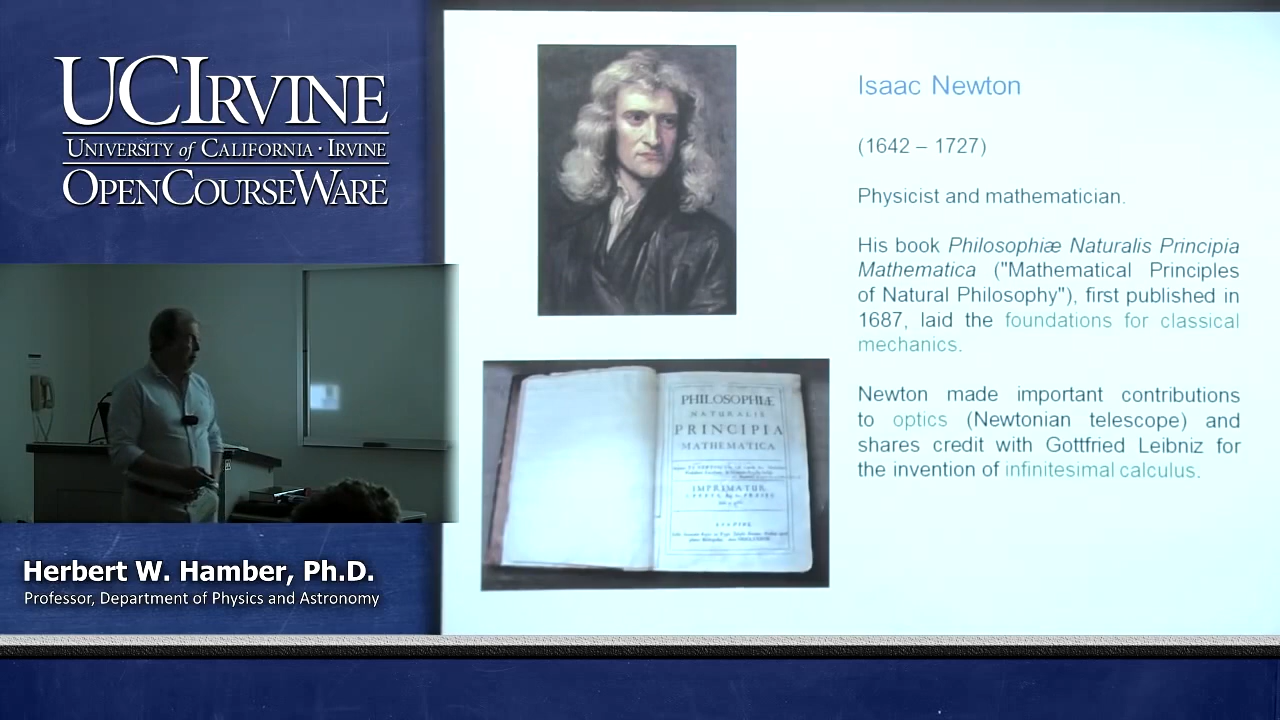 UCIRVINE
UNIVERSITY of CALIFORNIA · IRVINE
OPENCOURSEWARE
Herbert W. Hamber, Ph.D.
Professor, Department of Physics and Astronomy
PHILOSOPHIÆ
NATURALIS
PRINCIPIA
MATHEMATICA
IMPRIMATUR
Isaac Newton
(1642 – 1727)
Physicist and mathematician.
His book Philosophiæ Naturalis Principia
Mathematica ("Mathematical Principles
of Natural Philosophy"), first published in
1687, laid the foundations for classical
mechanics.
Newton made important contributions
to optics (Newtonian telescope) and
shares credit with Gottfried Leibniz for
the invention of infinitesimal calculus.